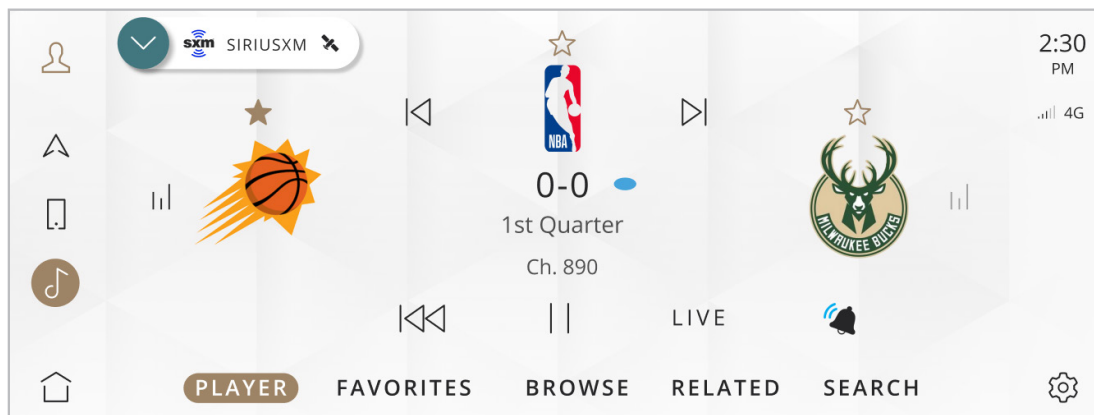 sxm SIRIUSXM
2:30
PM
4G
NBA
0-0
1st Quarter
Ch. 890
MILWAUKEE BUCKS
LIVE
PLAYER FAVORITES BROWSE RELATED SEARCH